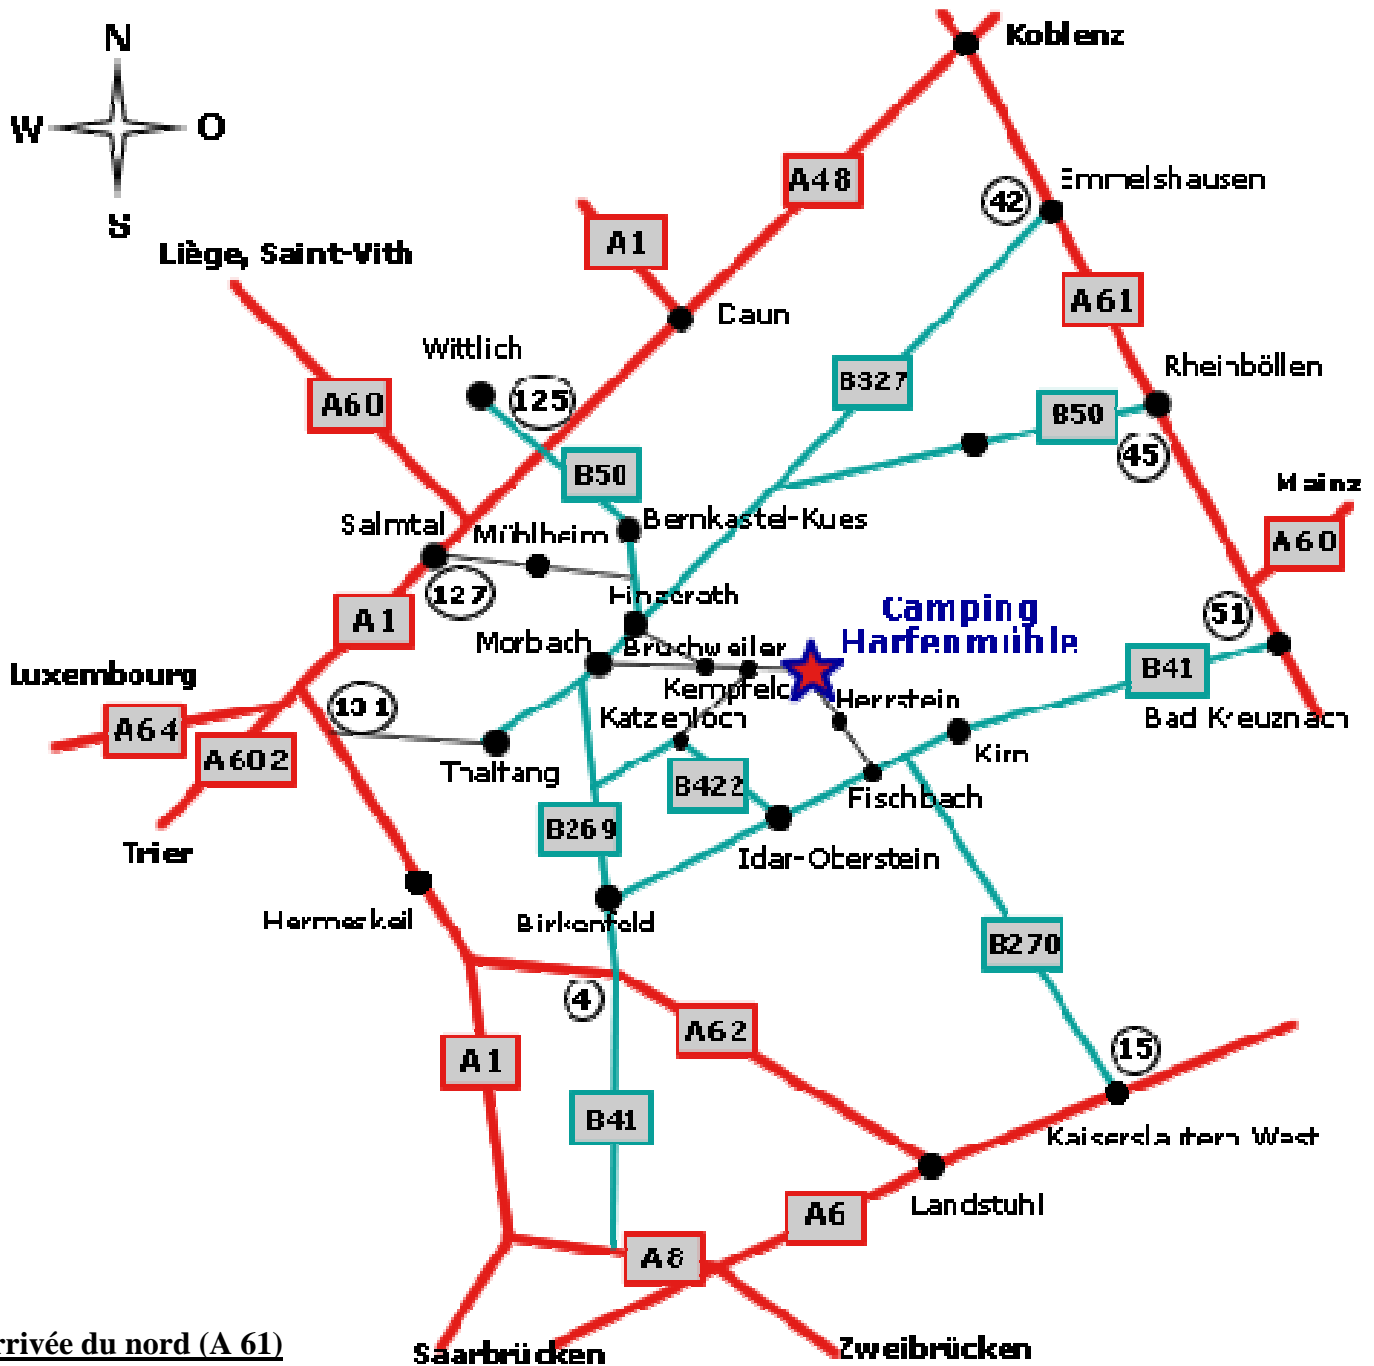 N
W
O
S
Koblenz
A48
Emmelshausen
42
A1
Liège, Saint-Vith
A61
Daun
Wittlich
Rheinböllen
B327
A60
125
B50
45
B50
Mainz
Salmtal
Mühlheim
Bernkastel-Kues
A60
127
Hinzerath
Camping
Harfenmühle
A1
51
Morbach
Bruchweiler
B41
Luxembourg
Kempfeld
Herrstein
131
Katzenloch
Bad Kreuznach
A64
A602
Kirn
Thalfang
B422
Fischbach
B269
Trier
Idar-Oberstein
Hermeskeil
Birkenfeld
B270
4
A62
15
A1
B41
Kaiserslautern West
Landstuhl
A6
A8
rrivée du nord (A 61)
Saarbrücken
Zweibrücken